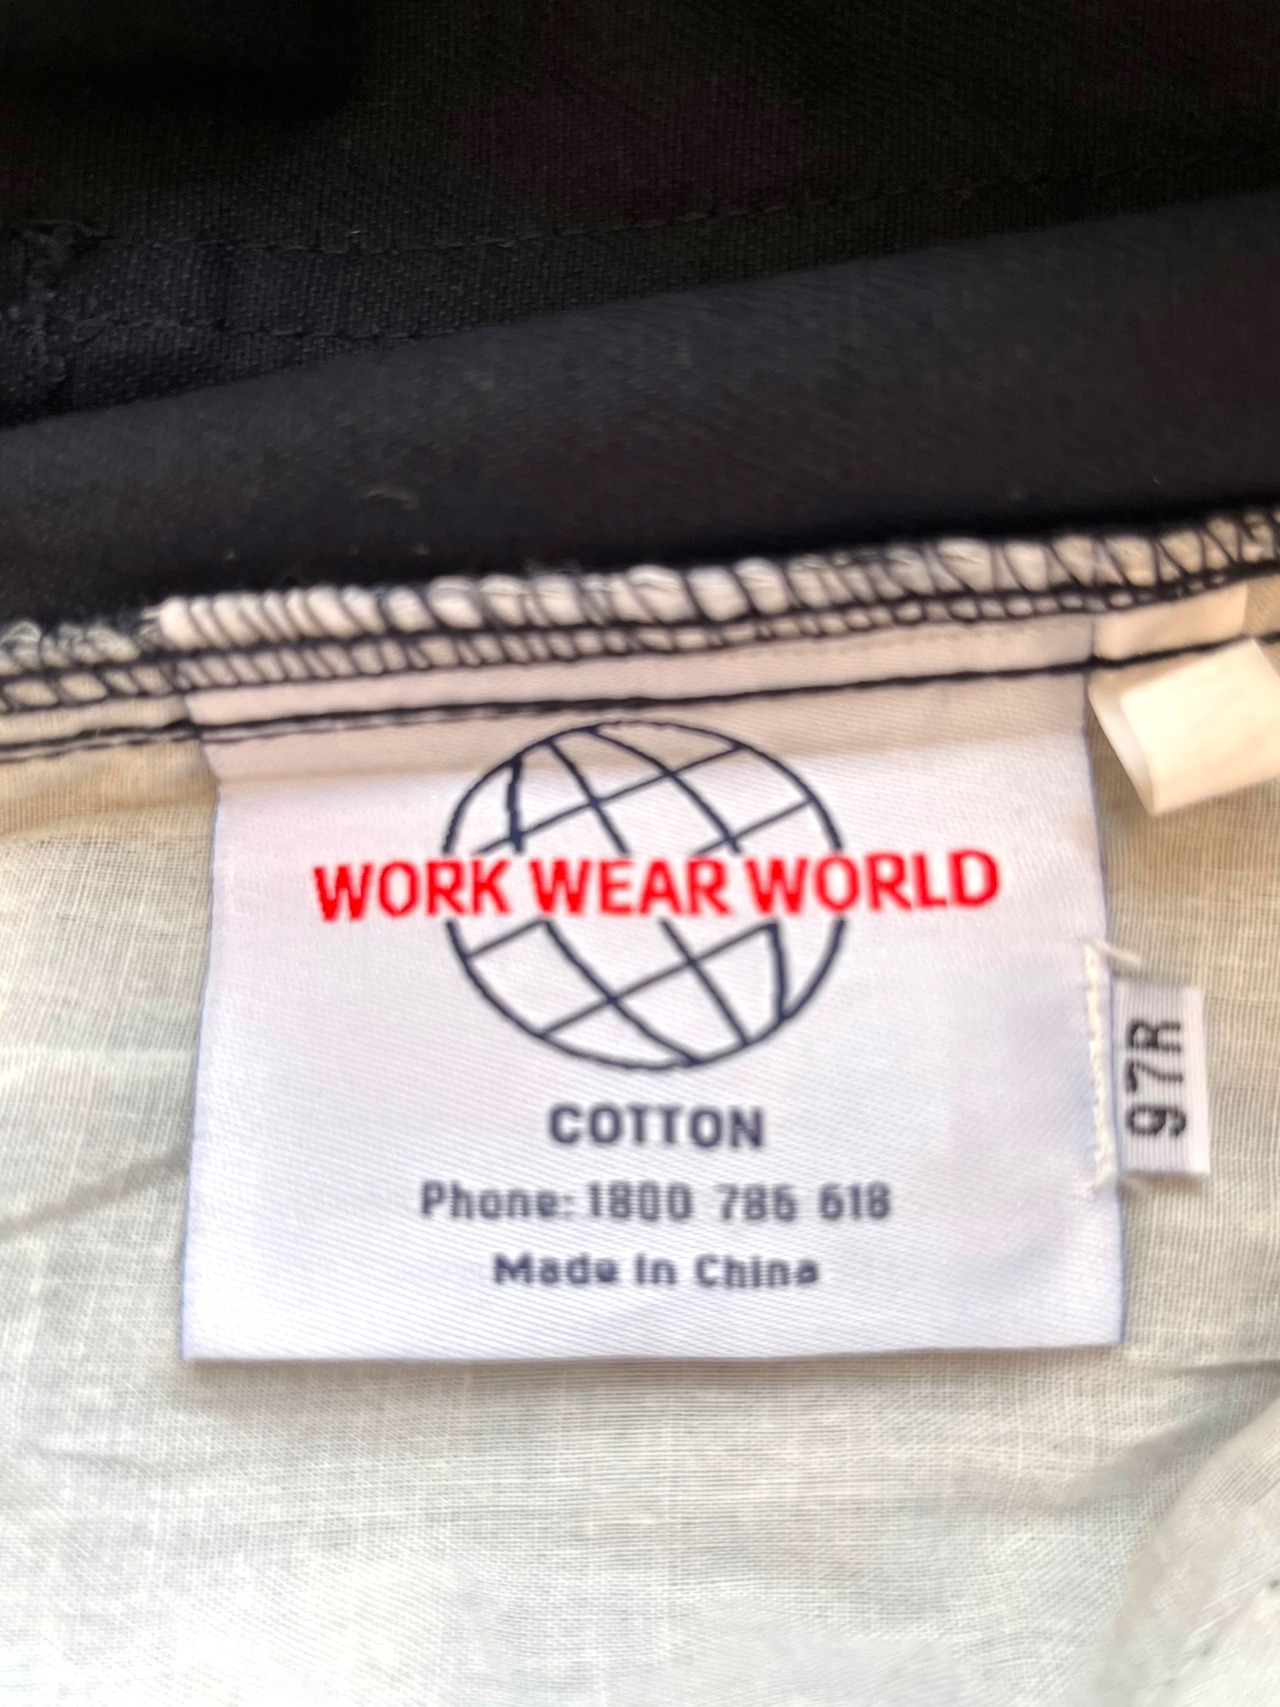 WORK WEAR WORLD
COTTON
Phone: 1800 786 618
Made in China
97R